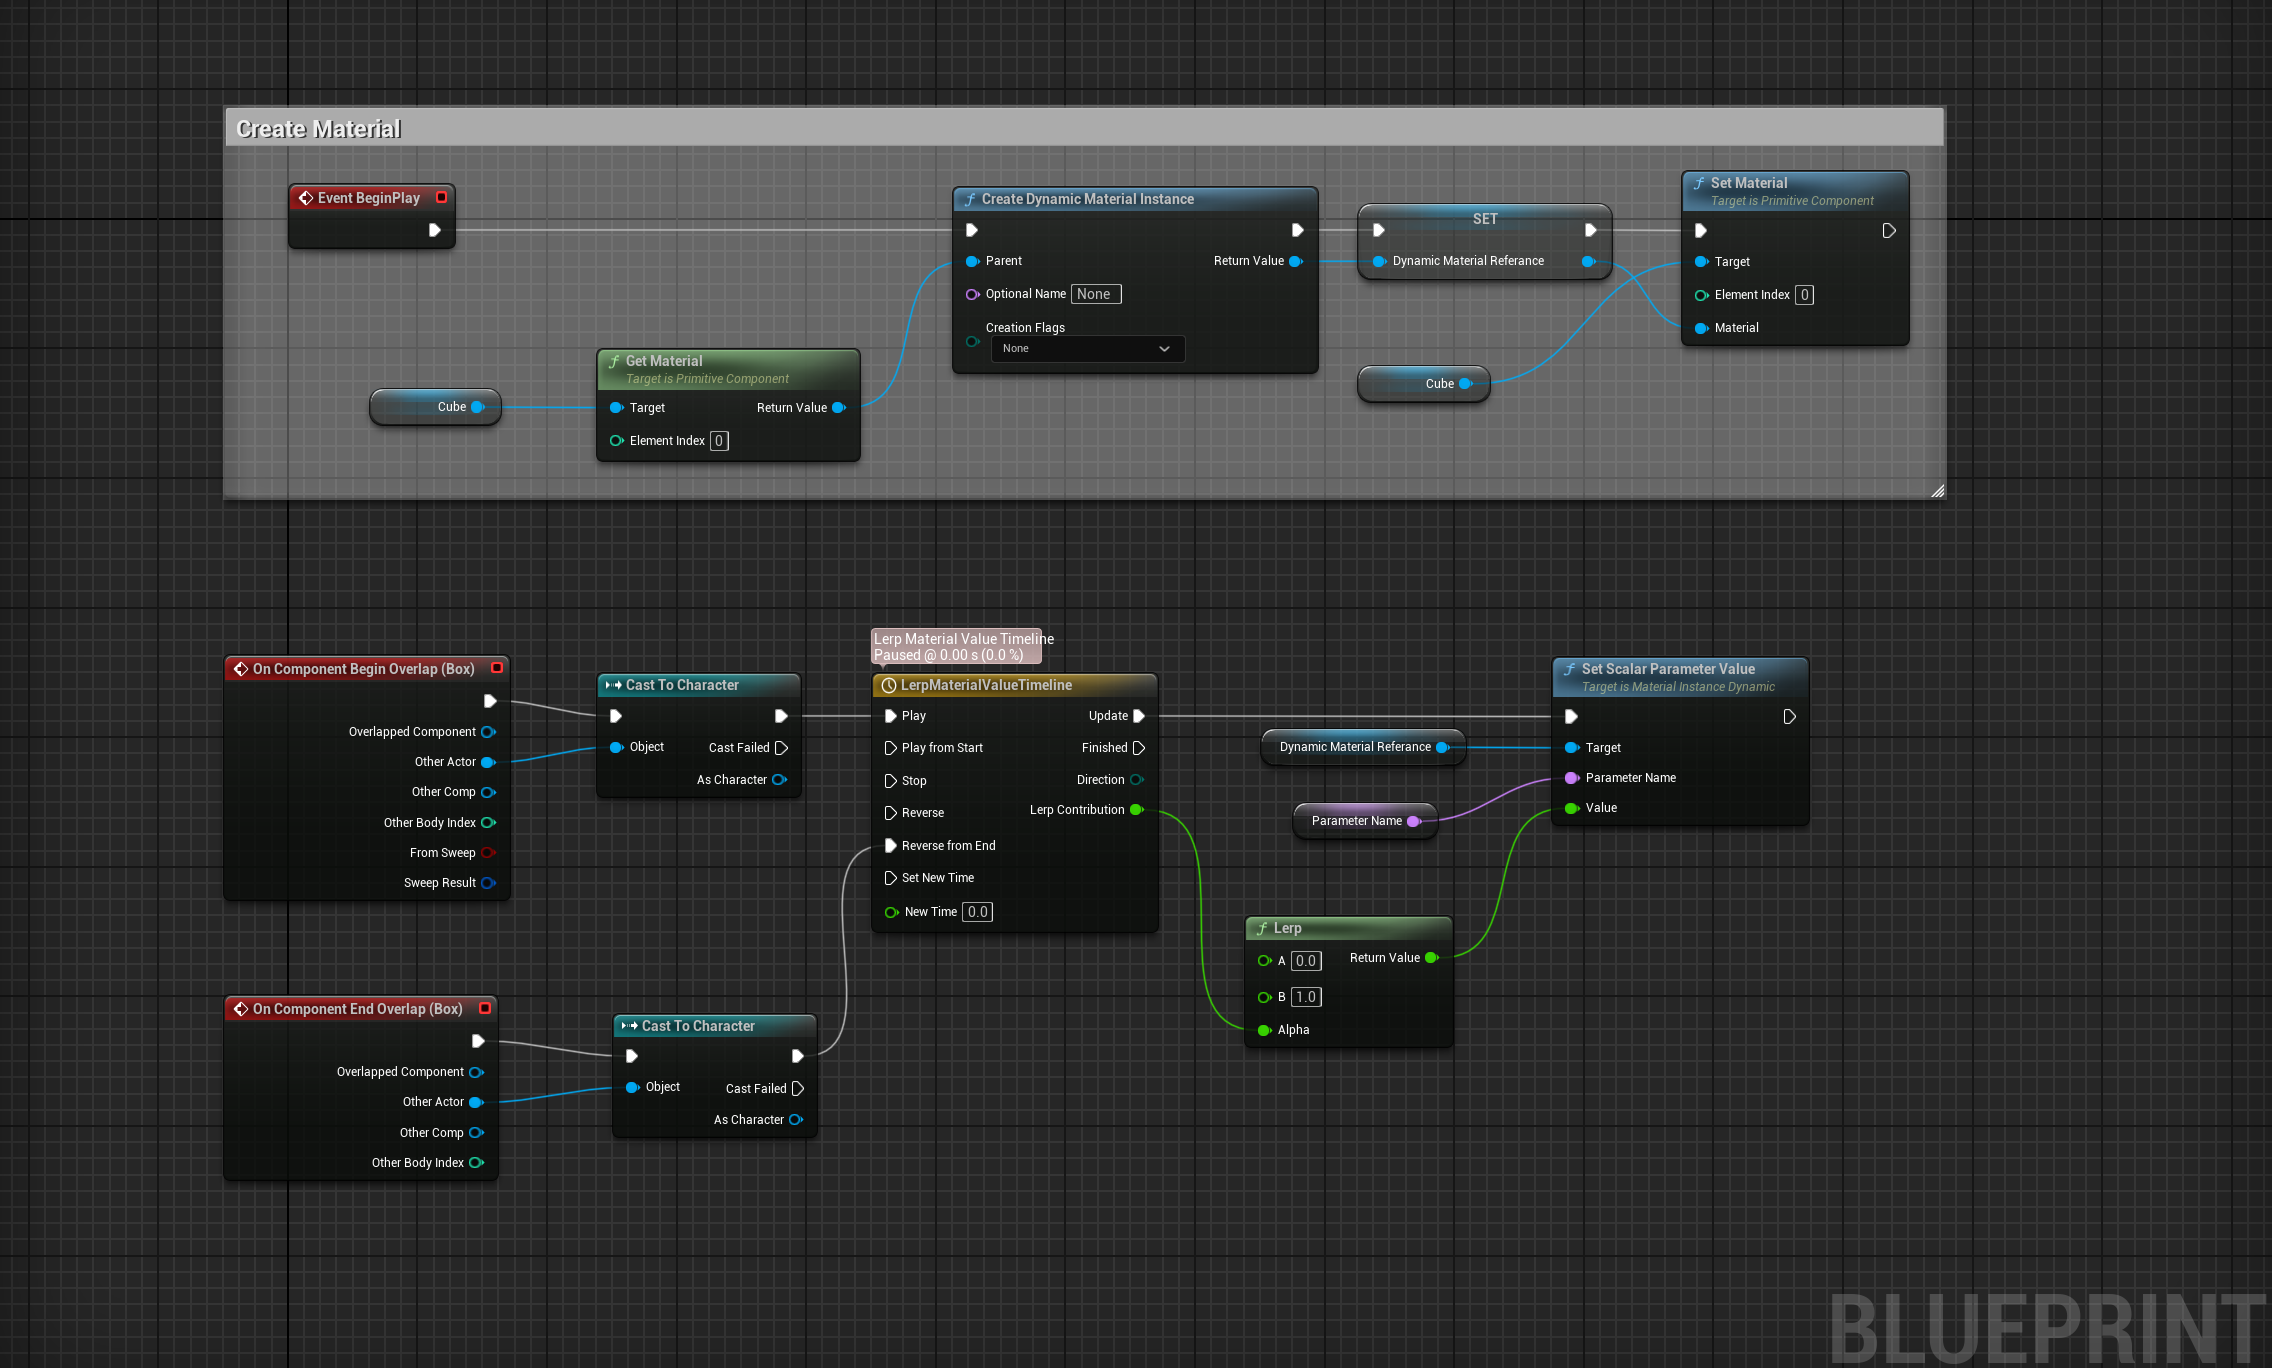 Create Material
Event BeginPlay
Create Dynamic Material Instance
Parent
Return Value
Optional Name None
Creation Flags
None
SET
Dynamic Material Referance
Set Material
Target is Primitive Component
Target
Element Index 0
Material
Cube
Get Material
Target is Primitive Component
Target
Return Value
Element Index 0
Cube
On Component Begin Overlap (Box)
Overlapped Component
Other Actor
Other Comp
Other Body Index
From Sweep
Sweep Result
Cast To Character
Object
Cast Failed
As Character
Lerp Material Value Timeline
Paused @ 0.00 s (0.0 %)
LerpMaterialValueTimeline
Play
Update
Play from Start
Finished
Stop
Direction
Reverse
Lerp Contribution
Reverse from End
Set New Time
New Time 0.0
Dynamic Material Referance
Parameter Name
Set Scalar Parameter Value
Target is Material Instance Dynamic
Target
Parameter Name
Value
Lerp
A 0.0
Return Value
B 1.0
Alpha
On Component End Overlap (Box)
Overlapped Component
Other Actor
Other Comp
Other Body Index
Cast To Character
Object
Cast Failed
As Character
BLUEPRINT